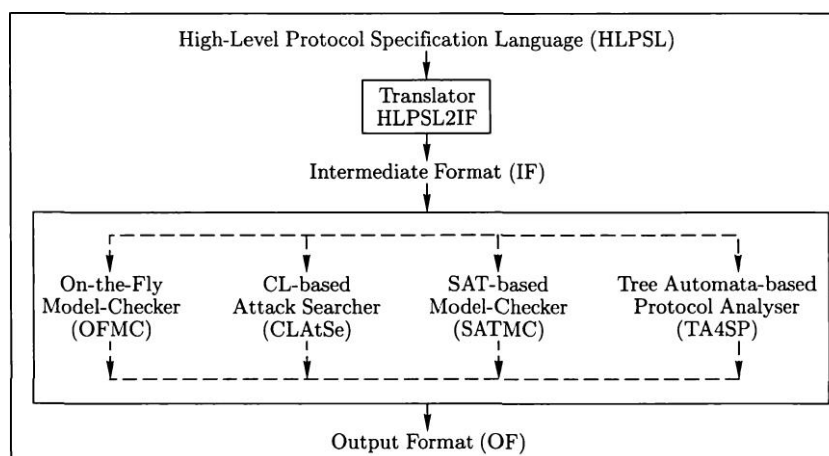 High-Level Protocol Specification Language (HLPSL)
Translator
HLPSL2IF
Intermediate Format (IF)
On-the-Fly
Model-Checker
(OFMC)
CL-based
Attack Searcher
(CLAtSe)
SAT-based
Model-Checker
(SATMC)
Tree Automata-based
Protocol Analyser
(TA4SP)
Output Format (OF)